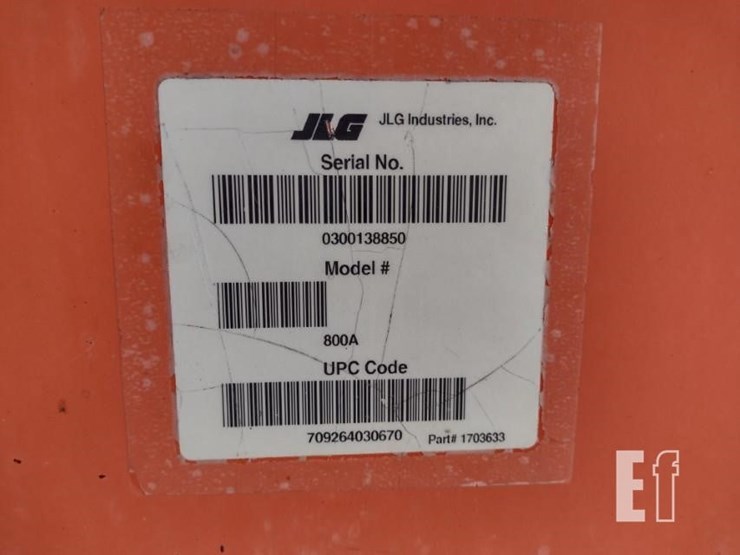 JLG JLG Industries, Inc.
Serial No.
0300138850
Model #
800A
UPC Code
709264030670 Part# 1703633
Ef